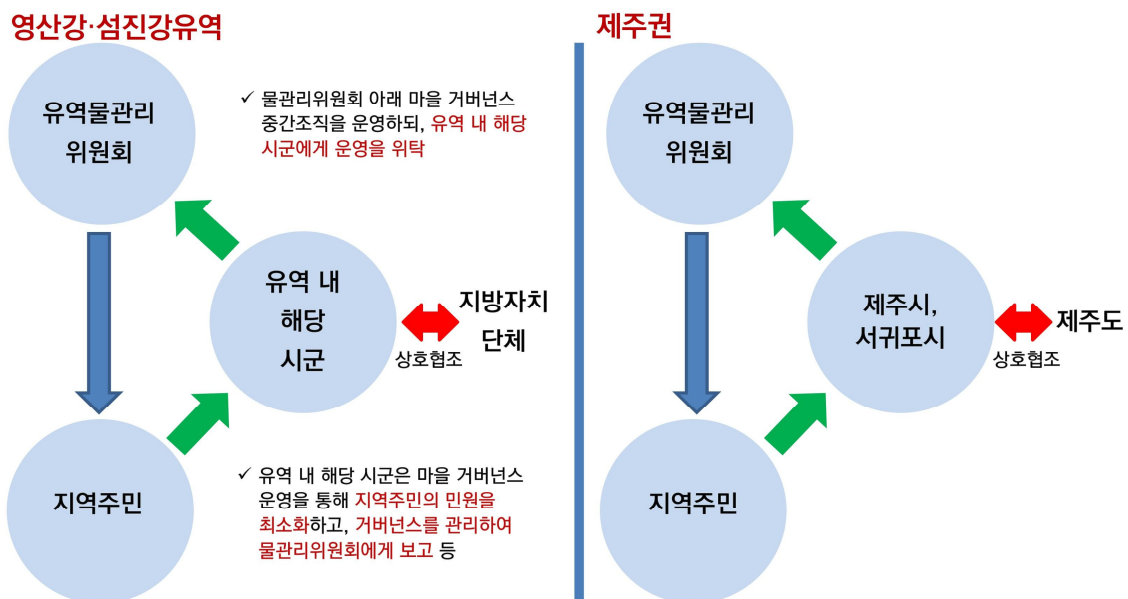 영산강·섬진강유역
유역물관리
위원회
✓ 물관리위원회 아래 마을 거버넌스
중간조직을 운영하되, 유역 내 해당
시군에게 운영을 위탁
유역 내
해당
시군
지방자치
단체
상호협조
지역주민
✓ 유역 내 해당 시군은 마을 거버넌스
운영을 통해 지역주민의 민원을
최소화하고, 거버넌스를 관리하여
물관리위원회에게 보고 등
제주권
유역물관리
위원회
제주시,
서귀포시
제주도
상호협조
지역주민